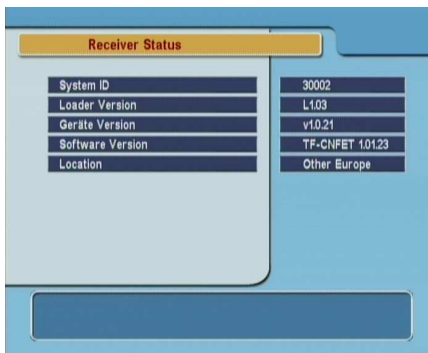 Receiver Status
System ID 30002
Loader Version L1.03
Geräte Version v1.0.21
Software Version TF-CNFET 1.01.23
Location Other Europe